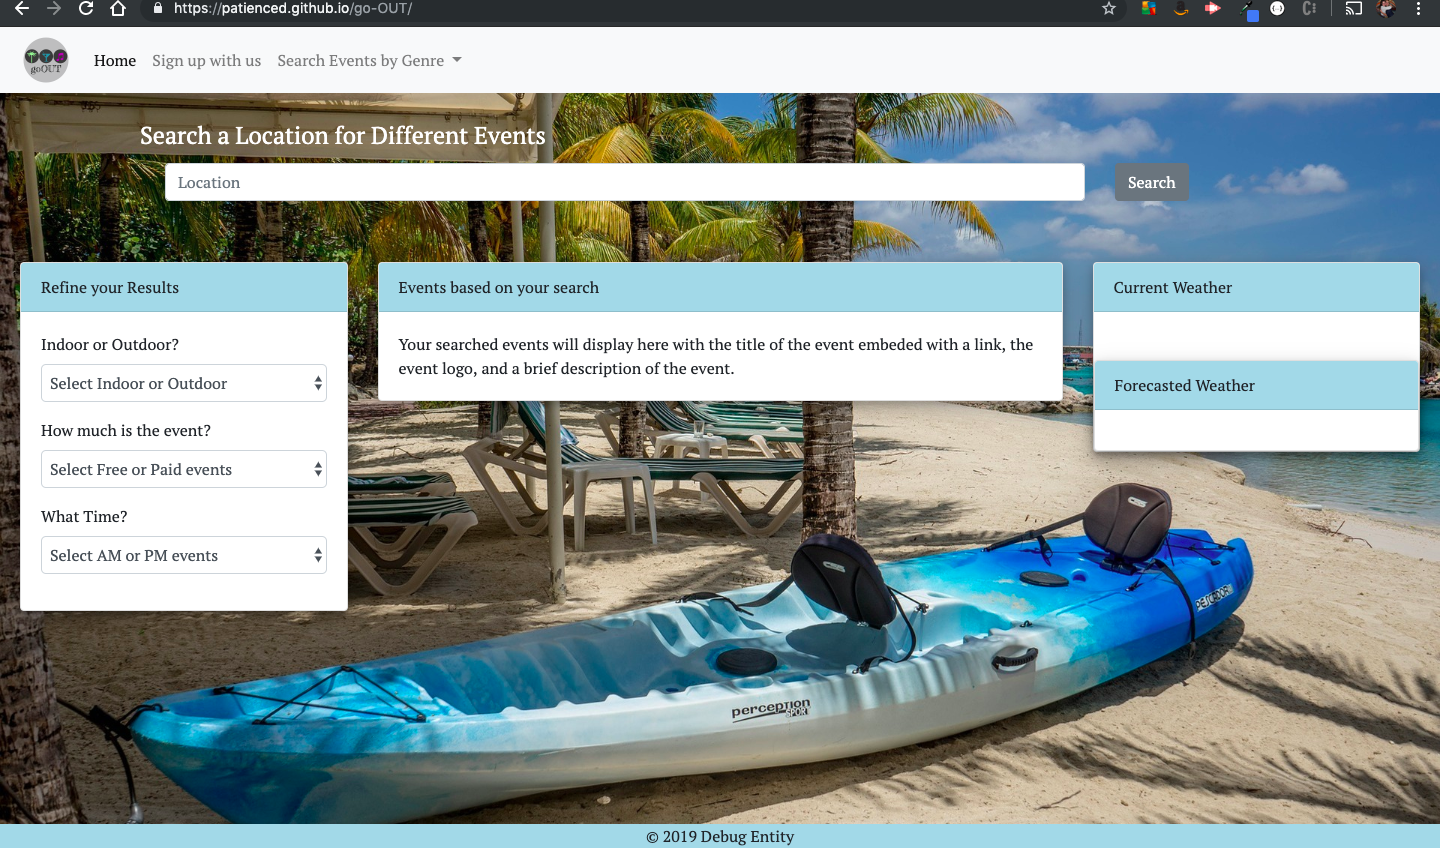 https://patienced.github.io/go-OUT/
goOUT
Home Sign up with us Search Events by Genre
Search a Location for Different Events
Location Search
Refine your Results
Indoor or Outdoor?
Select Indoor or Outdoor
How much is the event?
Select Free or Paid events
What Time?
Select AM or PM events
Events based on your search
Your searched events will display here with the title of the event embeded with a link, the
event logo, and a brief description of the event.
Current Weather
Forecasted Weather
PESCADOR
perception
SPORT
© 2019 Debug Entity